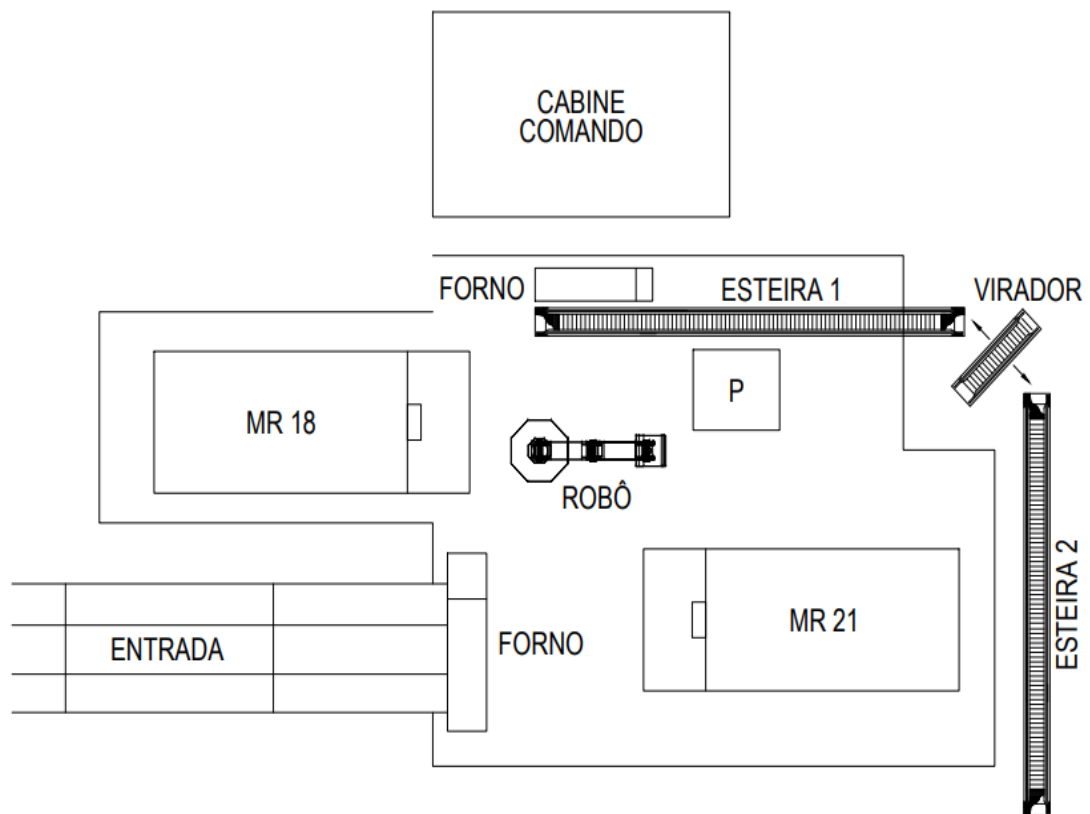 CABINE
COMANDO
FORNO
ESTEIRA 1
VIRADOR
MR 18
P
ROBÔ
ENTRADA
FORNO
MR 21
ESTEIRA 2